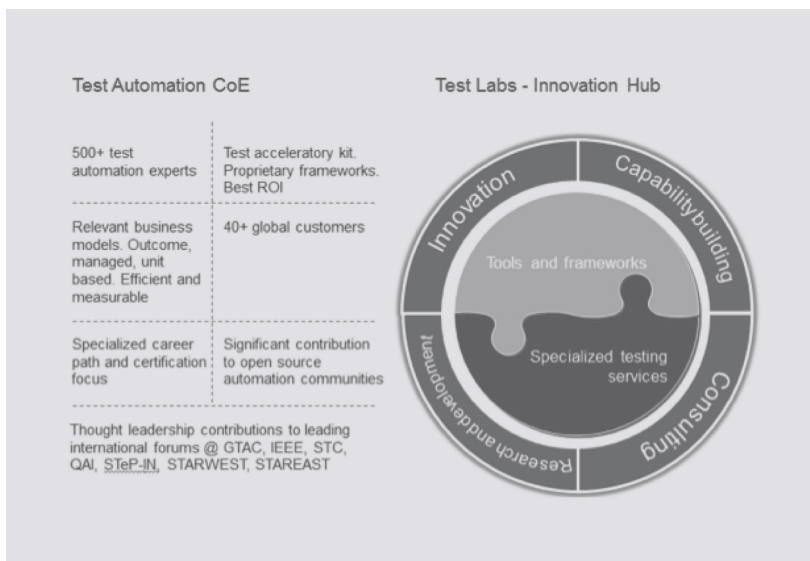 Test Automation CoE
500+ test
automation experts
Test acceleratory kit.
Proprietary frameworks.
Best ROI
Relevant business
models. Outcome,
managed, unit
based. Efficient and
measurable
40+ global customers
Specialized career
path and certification
focus
Significant contribution
to open source
automation communities
Thought leadership contributions to leading
international forums @ GTAC, IEEE, STC,
QAI, STeP-IN, STARWEST, STAREAST
Test Labs - Innovation Hub
Innovation
Capability building
Tools and frameworks
Specialized testing
services
Research and development
Consulting